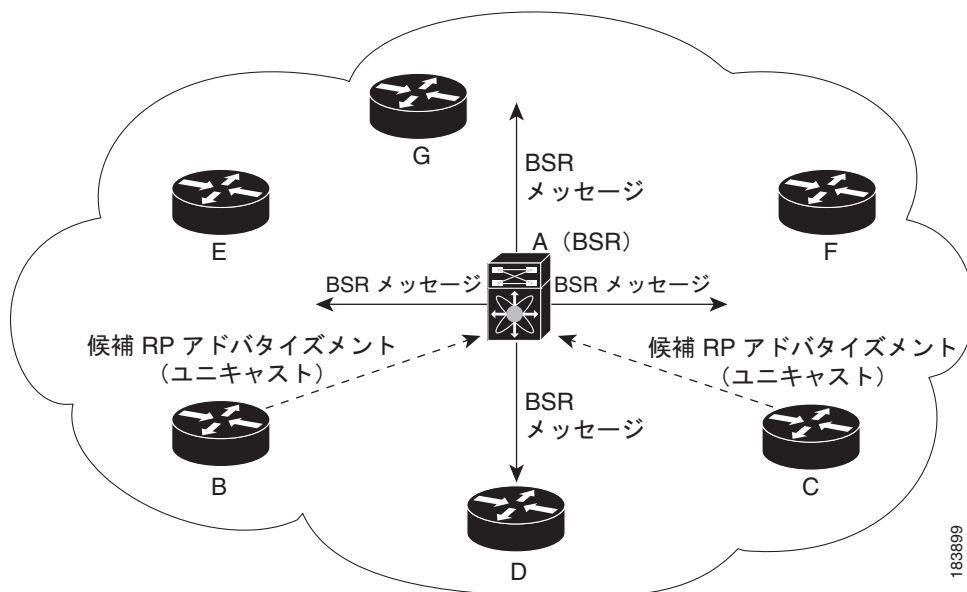 G
BSR
メッセージ
E
F
A（BSR）
BSR メッセージ
BSR メッセージ
候補 RP アドバタイズメント
（ユニキャスト）
候補 RP アドバタイズメント
（ユニキャスト）
BSR
メッセージ
B
C
D
183899